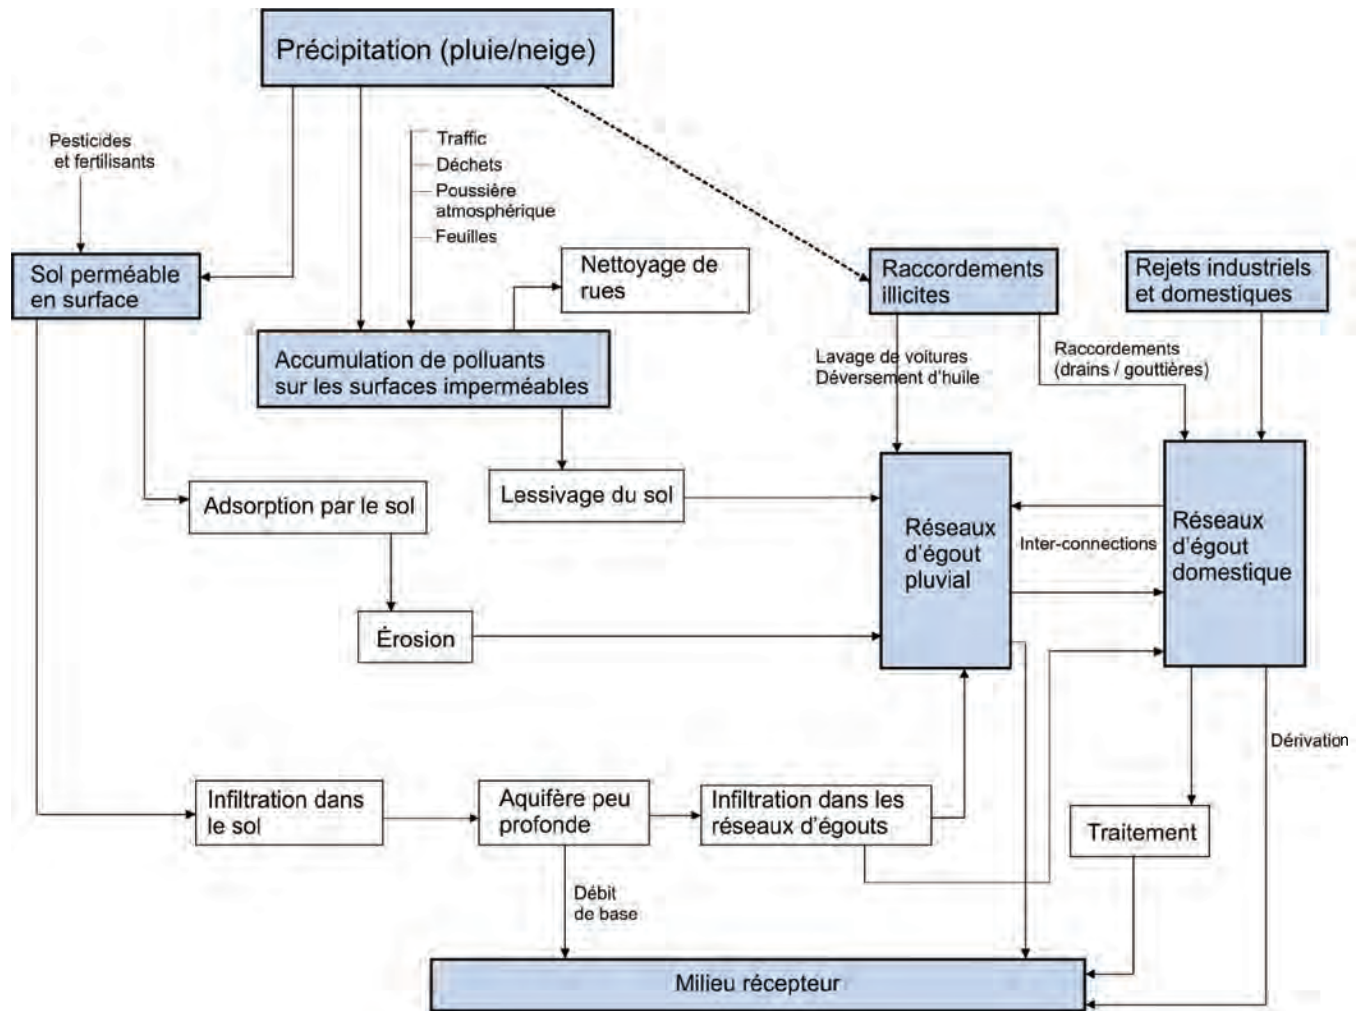 Précipitation (pluie/neige)
Pesticides
et fertilisants
Traffic
Déchets
Poussière
atmosphérique
Feuilles
Sol perméable
en surface
Nettoyage de
rues
Raccordements
illicites
Rejets industriels
et domestiques
Accumulation de polluants
sur les surfaces imperméables
Lavage de voitures
Déversement d'huile
Raccordements
(drains / gouttières)
Adsorption par le sol
Lessivage du sol
Réseaux
d'égout
pluvial
Inter-connections
Réseaux
d'égout
domestique
Érosion
Dérivation
Infiltration dans
le sol
Aquifère peu
profonde
Infiltration dans les
réseaux d'égouts
Traitement
Débit
de base
Milieu récepteur